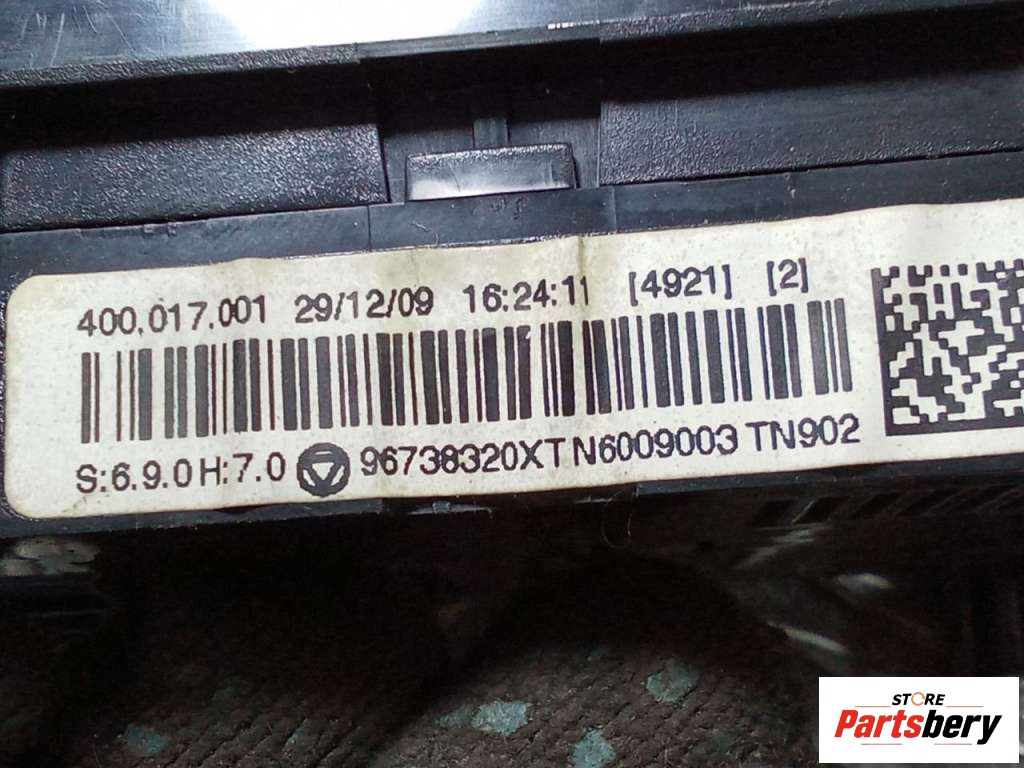 400.017.001 29/12/09 16:24:11 [4921] [2]
S:6.9.0 H:7.0 96738320XT N6009003 TN902
STORE
Partsbery